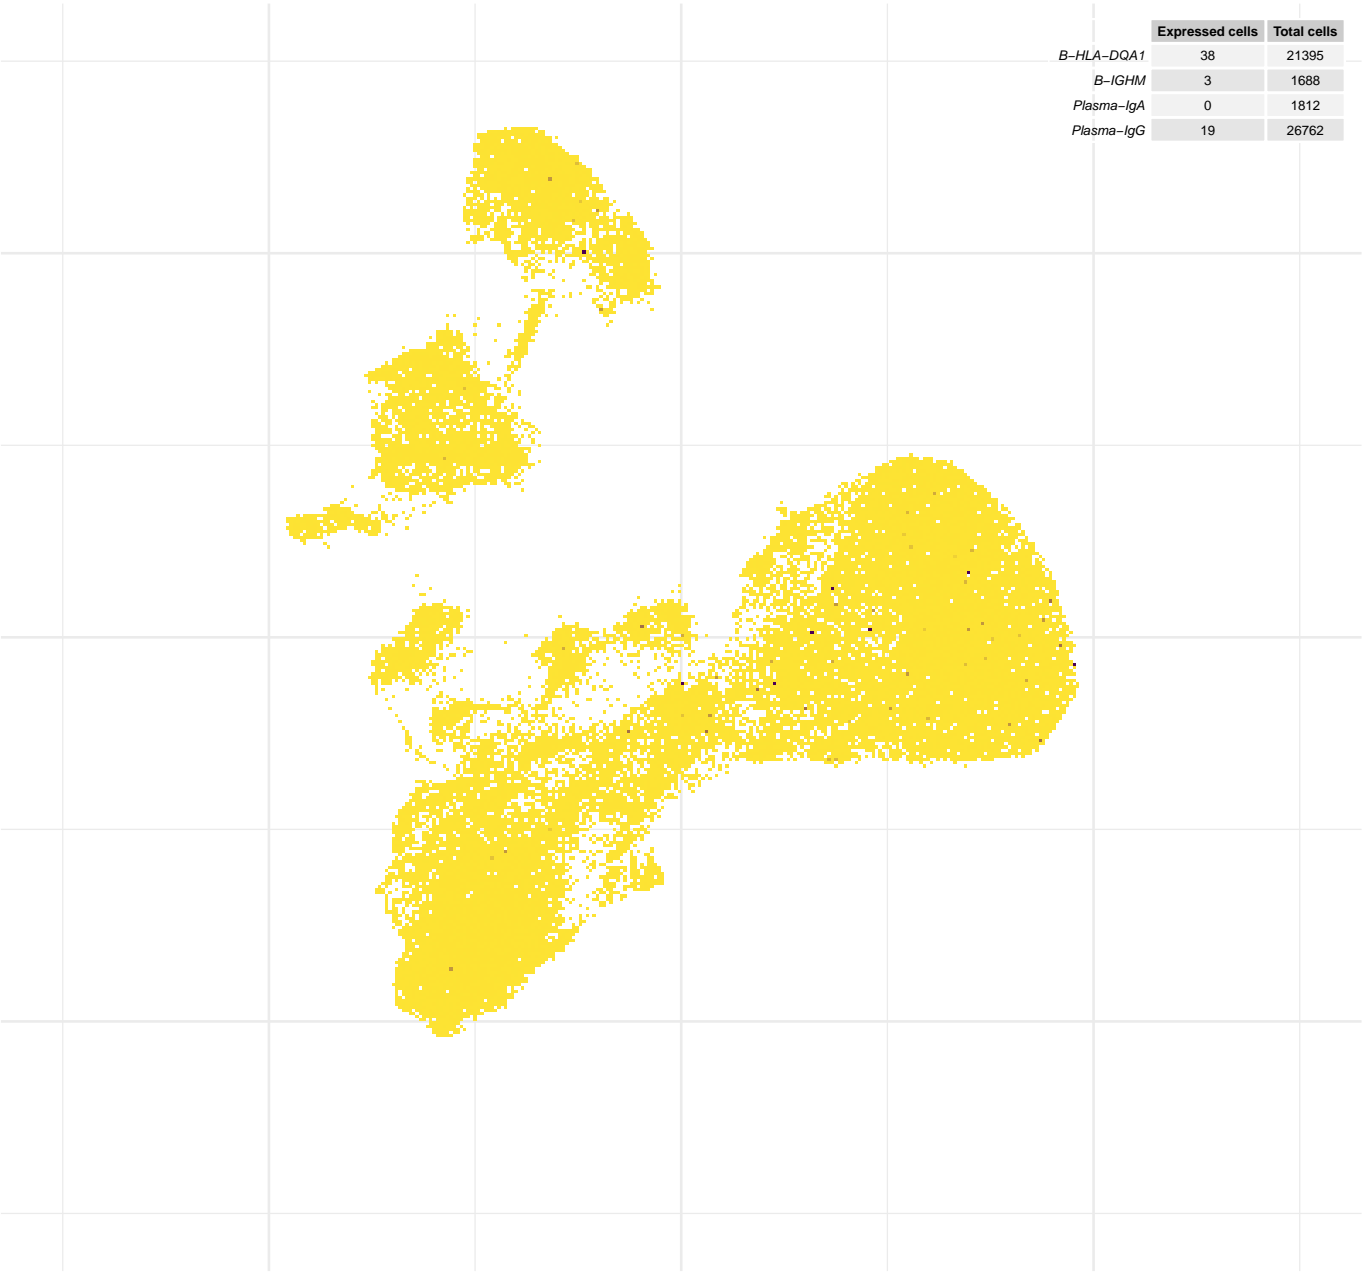 Expressed cells Total cells
B−HLA−DQA1 38 21395
B−IGHM 3 1688
Plasma−IgA 0 1812
Plasma−IgG 19 26762